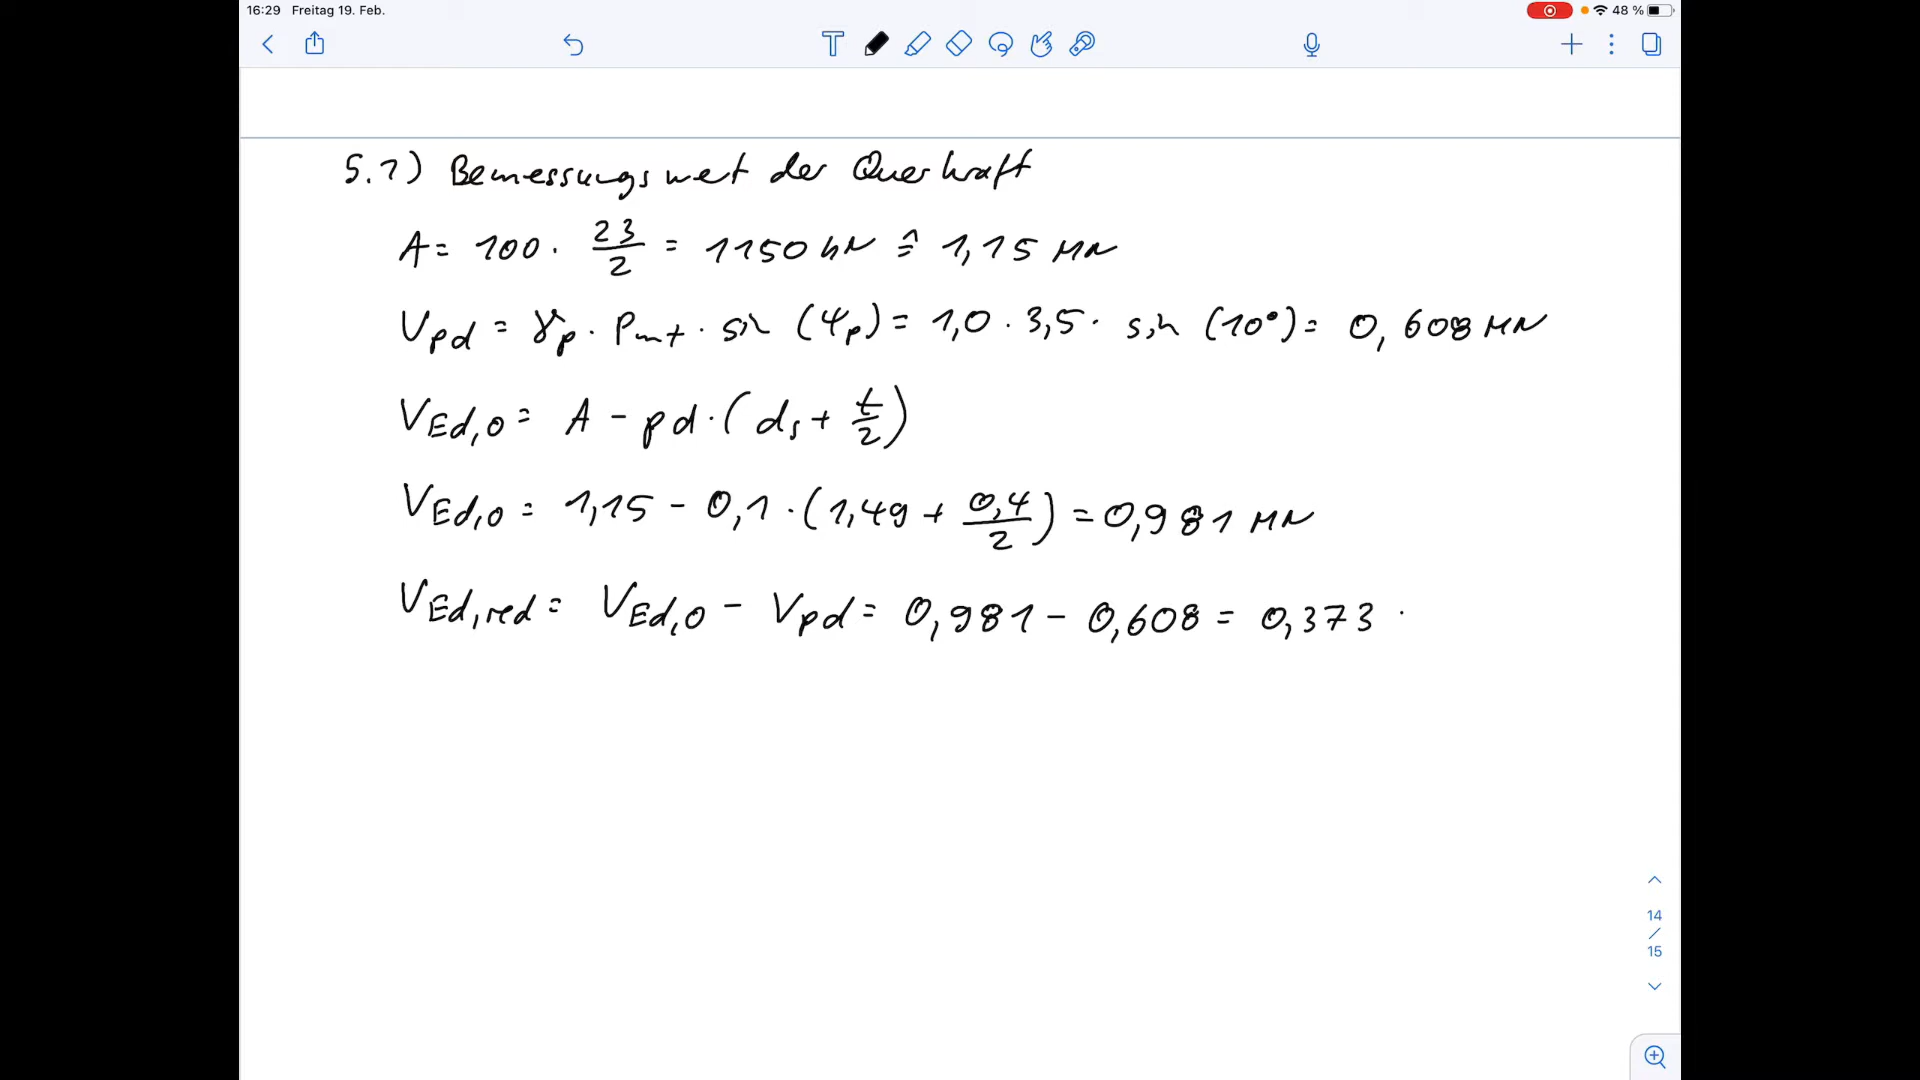 16:29 Freitag 19. Feb. 48 %
5.1) Bemessungswert der Querkraft
A = 100 · 23/2 = 1150 kN ≙ 1,15 MN
Vpd = γp · Pmt · sin (Ψp) = 1,0 · 3,5 · sin (10°) = 0,608 MN
VEd,0 = A - pd · (ds + t/2)
VEd,0 = 1,15 - 0,1 · (1,49 + 0,4/2) = 0,981 MN
VEd,red = VEd,0 - Vpd = 0,981 - 0,608 = 0,373
14
/
15